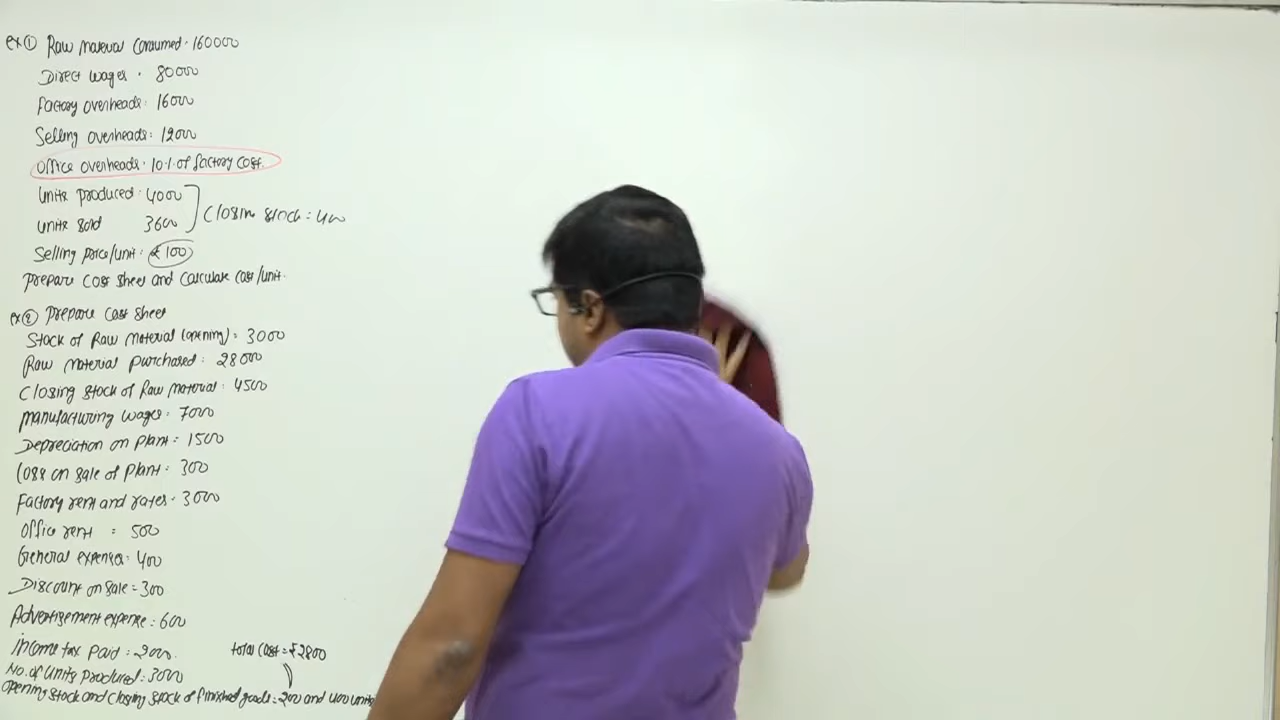 ex ① Raw material consumed - 160000
Direct wages - 80000
Factory overheads: 16000
Selling overheads: 12000
Office overheads - 10% of factory cost.
Units produced - 4000
Units sold 3600
Closing stock: 400
Selling price/unit: ₹100
Prepare cost sheet and calculate cost/unit.
ex ② Prepare cost sheet
Stock of Raw material (opening) = 3000
Raw material purchased: 28000
Closing stock of Raw material: 4500
Manufacturing wages = 7000
Depreciation on plant = 1500
Loss on sale of plant = 300
Factory rent and rates - 3000
Office rent = 500
General expenses = 400
Discount on sale = 300
Advertisement expense = 600
Income tax paid = 2000.
Total cost = ₹2800
No. of units produced: 3000
Opening stock and closing stock of finished goods = 200 and 400 units